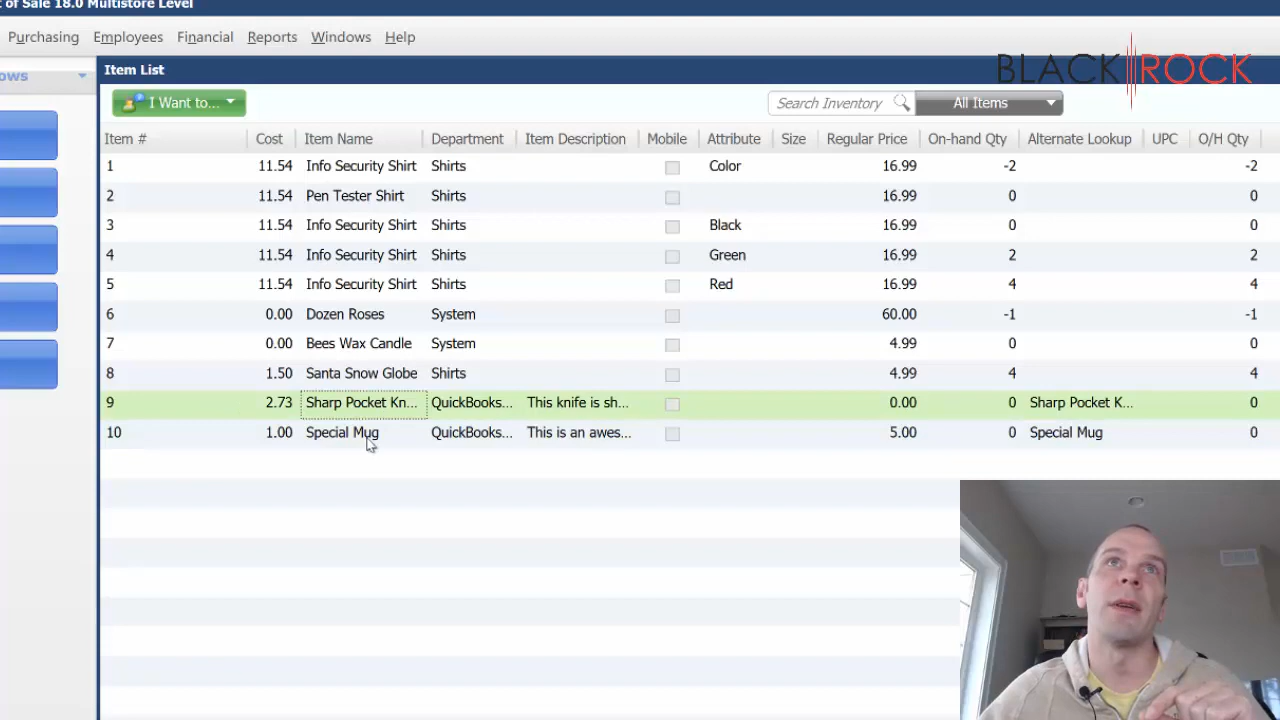 t of Sale 18.0 Multistore Level
Purchasing Employees Financial Reports Windows Help
ows
Item List
BLACK ROCK
I Want to... Search Inventory All Items
Item # Cost Item Name Department Item Description Mobile Attribute Size Regular Price On-hand Qty Alternate Lookup UPC O/H Qty
1 11.54 Info Security Shirt Shirts Color 16.99 -2 -2
2 11.54 Pen Tester Shirt Shirts 16.99 0 0
3 11.54 Info Security Shirt Shirts Black 16.99 0 0
4 11.54 Info Security Shirt Shirts Green 16.99 2 2
5 11.54 Info Security Shirt Shirts Red 16.99 4 4
6 0.00 Dozen Roses System 60.00 -1 -1
7 0.00 Bees Wax Candle System 4.99 0 0
8 1.50 Santa Snow Globe Shirts 4.99 4 4
9 2.73 Sharp Pocket Kn... QuickBooks... This knife is sh... 0.00 0 Sharp Pocket K... 0
10 1.00 Special Mug QuickBooks... This is an awes... 5.00 0 Special Mug 0